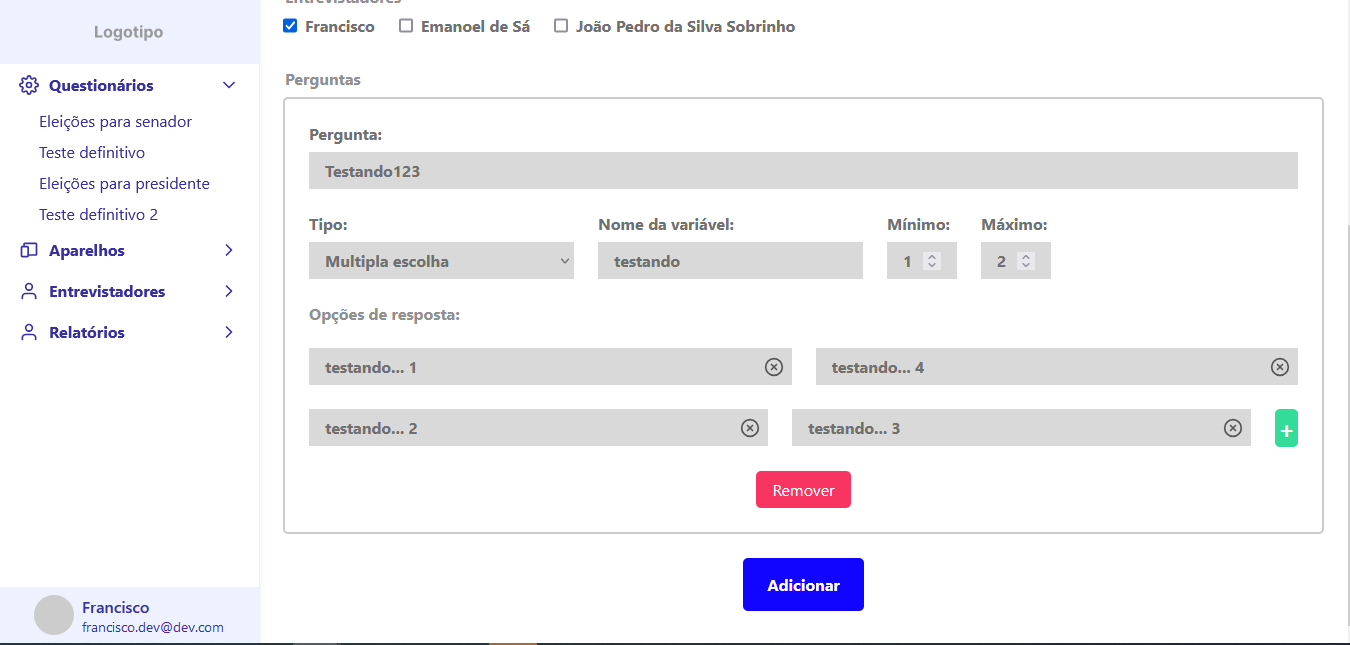 Logotipo
Questionários
Eleições para senador
Teste definitivo
Eleições para presidente
Teste definitivo 2
Aparelhos
Entrevistadores
Relatórios
Francisco
francisco.dev@dev.com
Entrevistadores
Francisco Emanoel de Sá João Pedro da Silva Sobrinho
Perguntas
Pergunta:
Testando123
Tipo: Nome da variável: Mínimo: Máximo:
Multipla escolha testando 1 2
Opções de resposta:
testando... 1 testando... 4
testando... 2 testando... 3 +
Remover
Adicionar